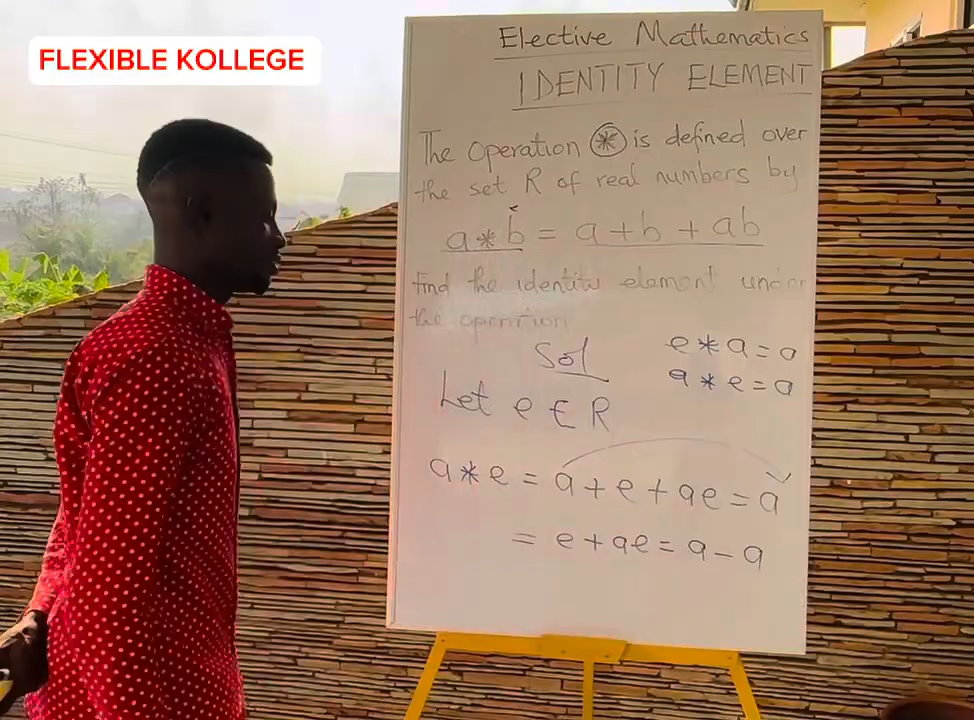 FLEXIBLE KOLLEGE
Elective Mathematics
IDENTITY ELEMENT
The operation * is defined over
the set R of real numbers by
a * b = a + b + ab
find the identity element under
the operation
Sol
e * a = a
a * e = a
Let e ∈ R
a * e = a + e + ae = a
= e + ae = a - a